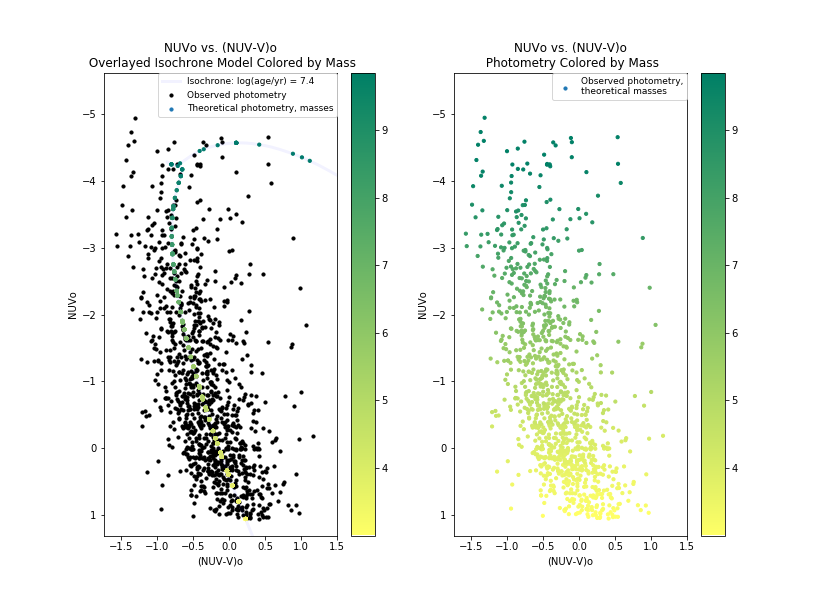 NUVo vs. (NUV-V)o
Overlayed Isochrone Model Colored by Mass
Isochrone: log(age/yr) = 7.4
Observed photometry
Theoretical photometry, masses
−5
−4
−3
−2
−1
0
1
NUVo
−1.5 −1.0 −0.5 0.0 0.5 1.0 1.5
(NUV-V)o
9
8
7
6
5
4
NUVo vs. (NUV-V)o
Photometry Colored by Mass
Observed photometry,
theoretical masses
−5
−4
−3
−2
−1
0
1
NUVo
−1.5 −1.0 −0.5 0.0 0.5 1.0 1.5
(NUV-V)o
9
8
7
6
5
4